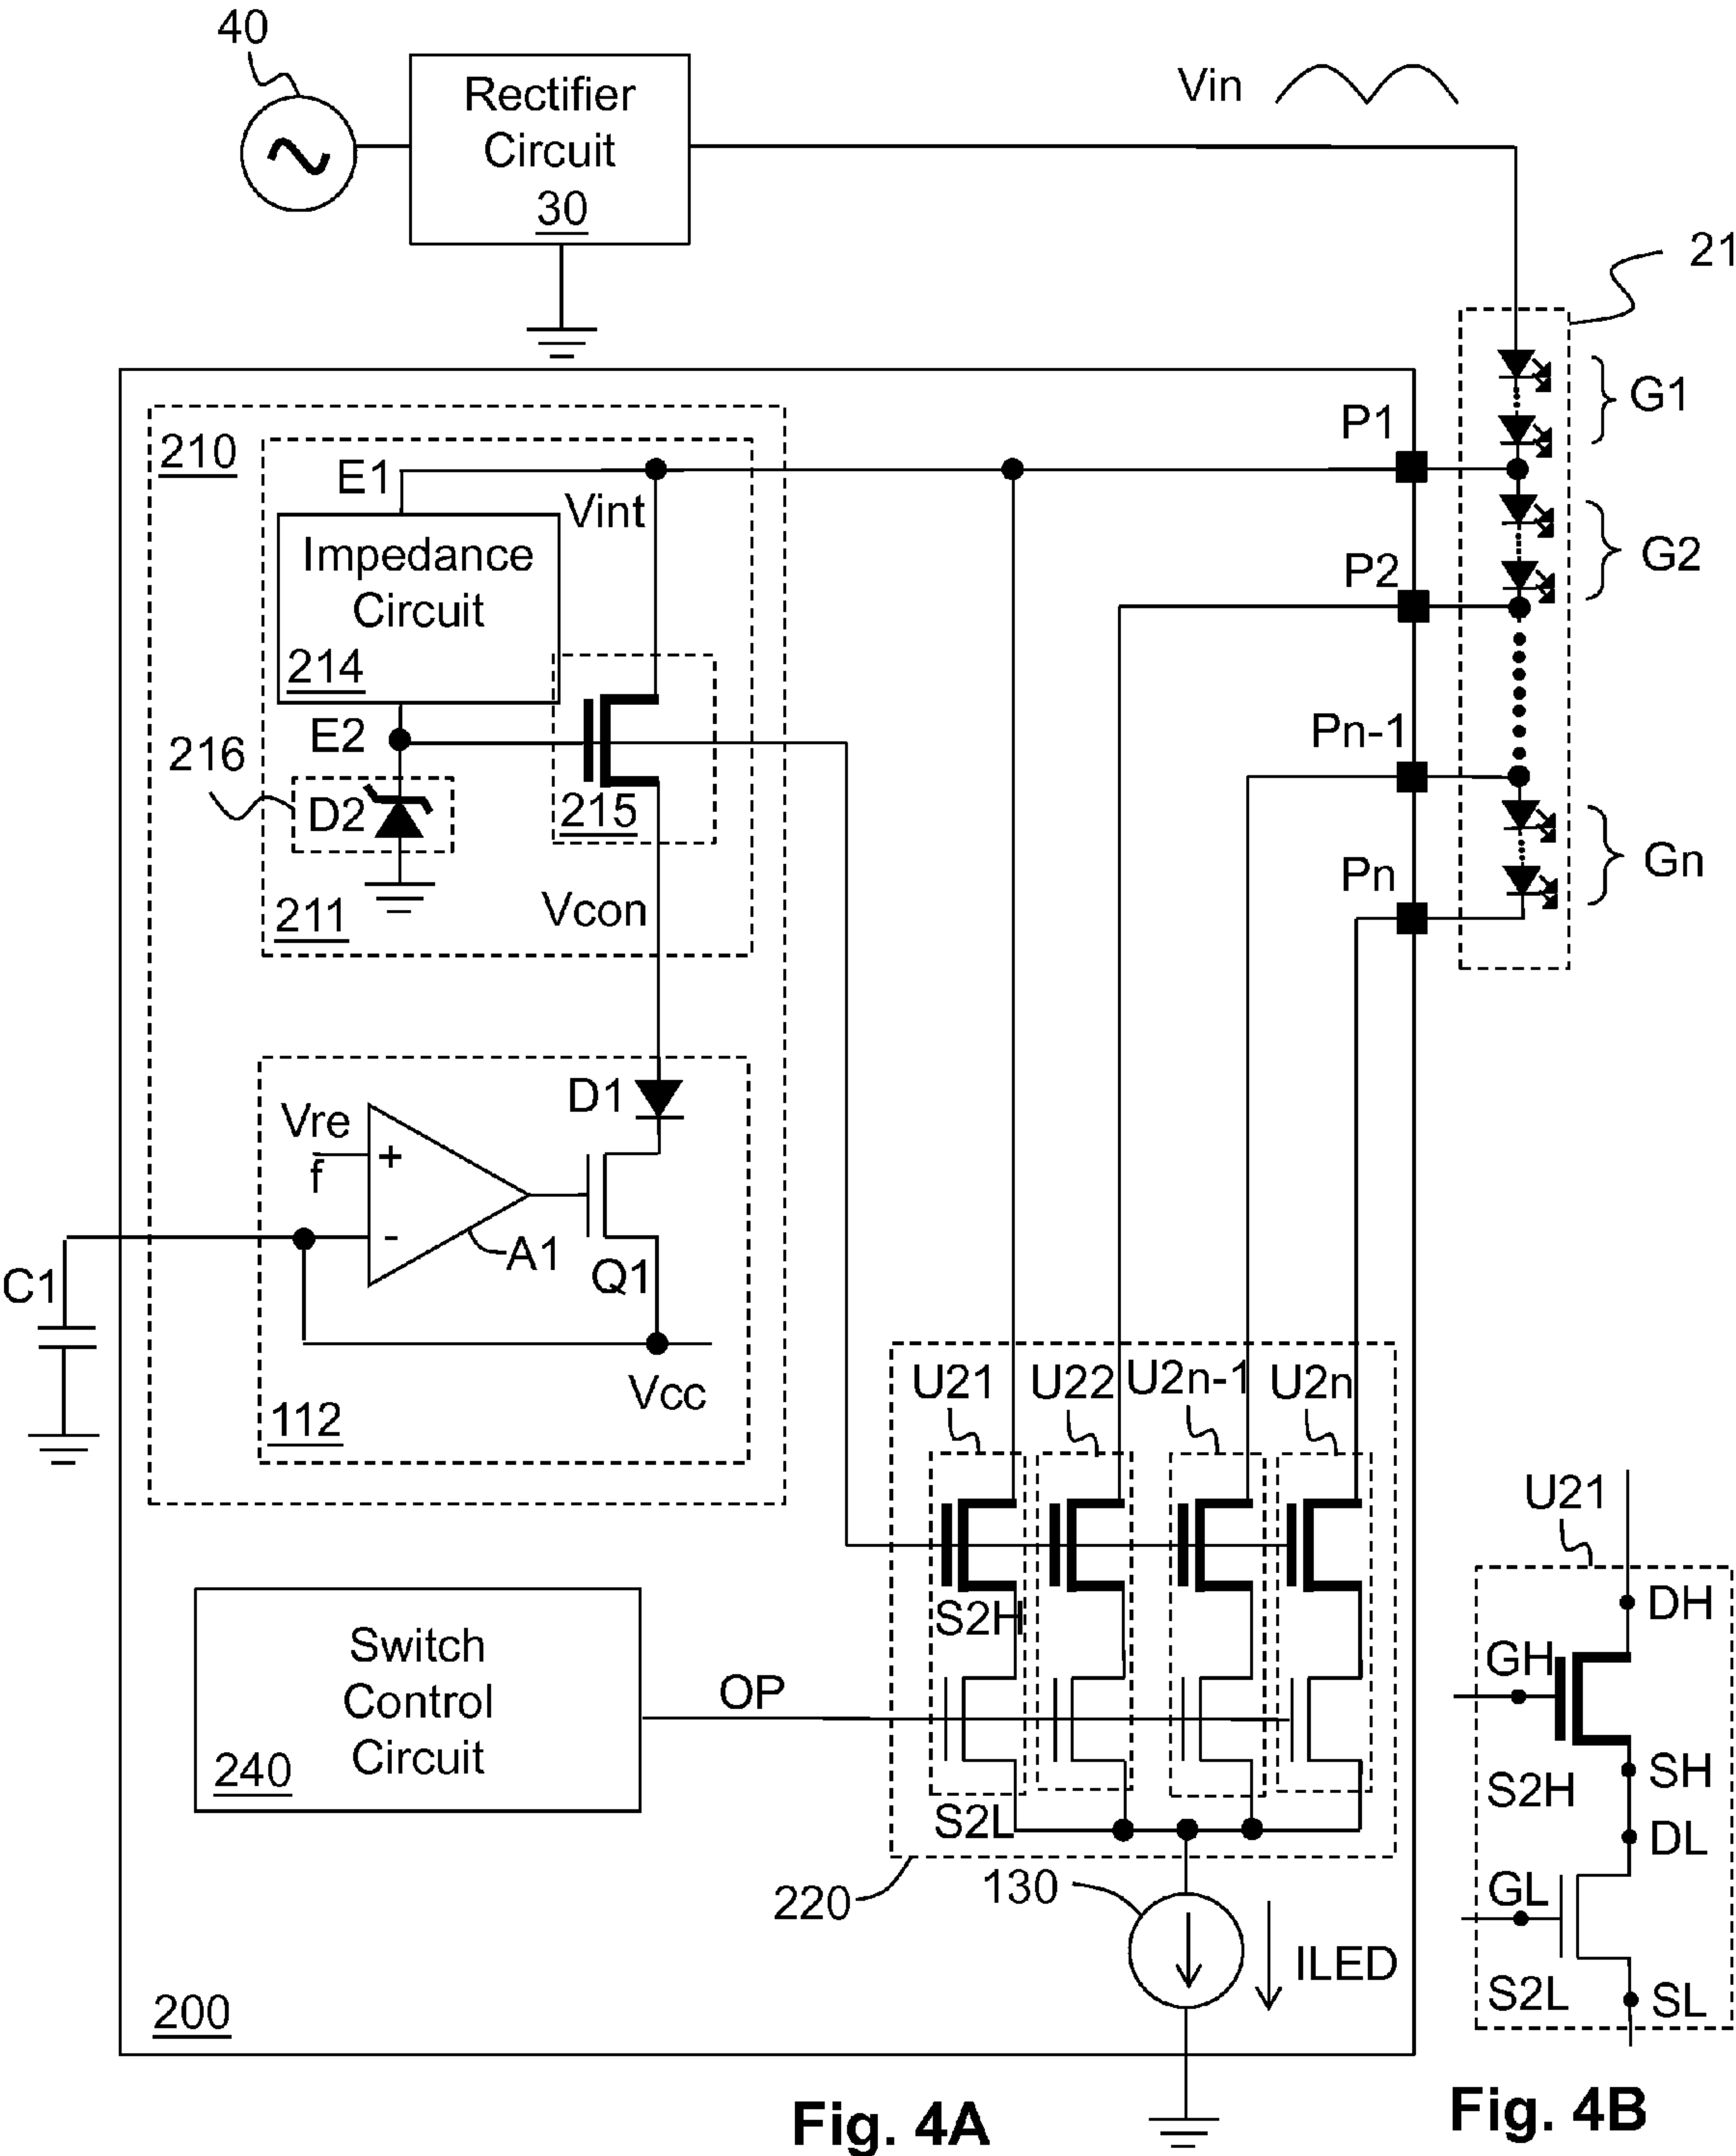 40
Rectifier
Circuit
30
Vin
21
G1
P1
210
E1
Vint
Impedance
Circuit
214
G2
P2
E2
216
D2
215
Pn-1
Gn
Pn
211
Vcon
D1
Vre
f
+
-
A1
Q1
C1
Vcc
112
U21
U22
U2n-1
U2n
U21
DH
GH
S2H
SH
S2H
DL
Switch
Control
Circuit
240
OP
S2L
GL
S2L
SL
220
130
ILED
200
Fig. 4A
Fig. 4B